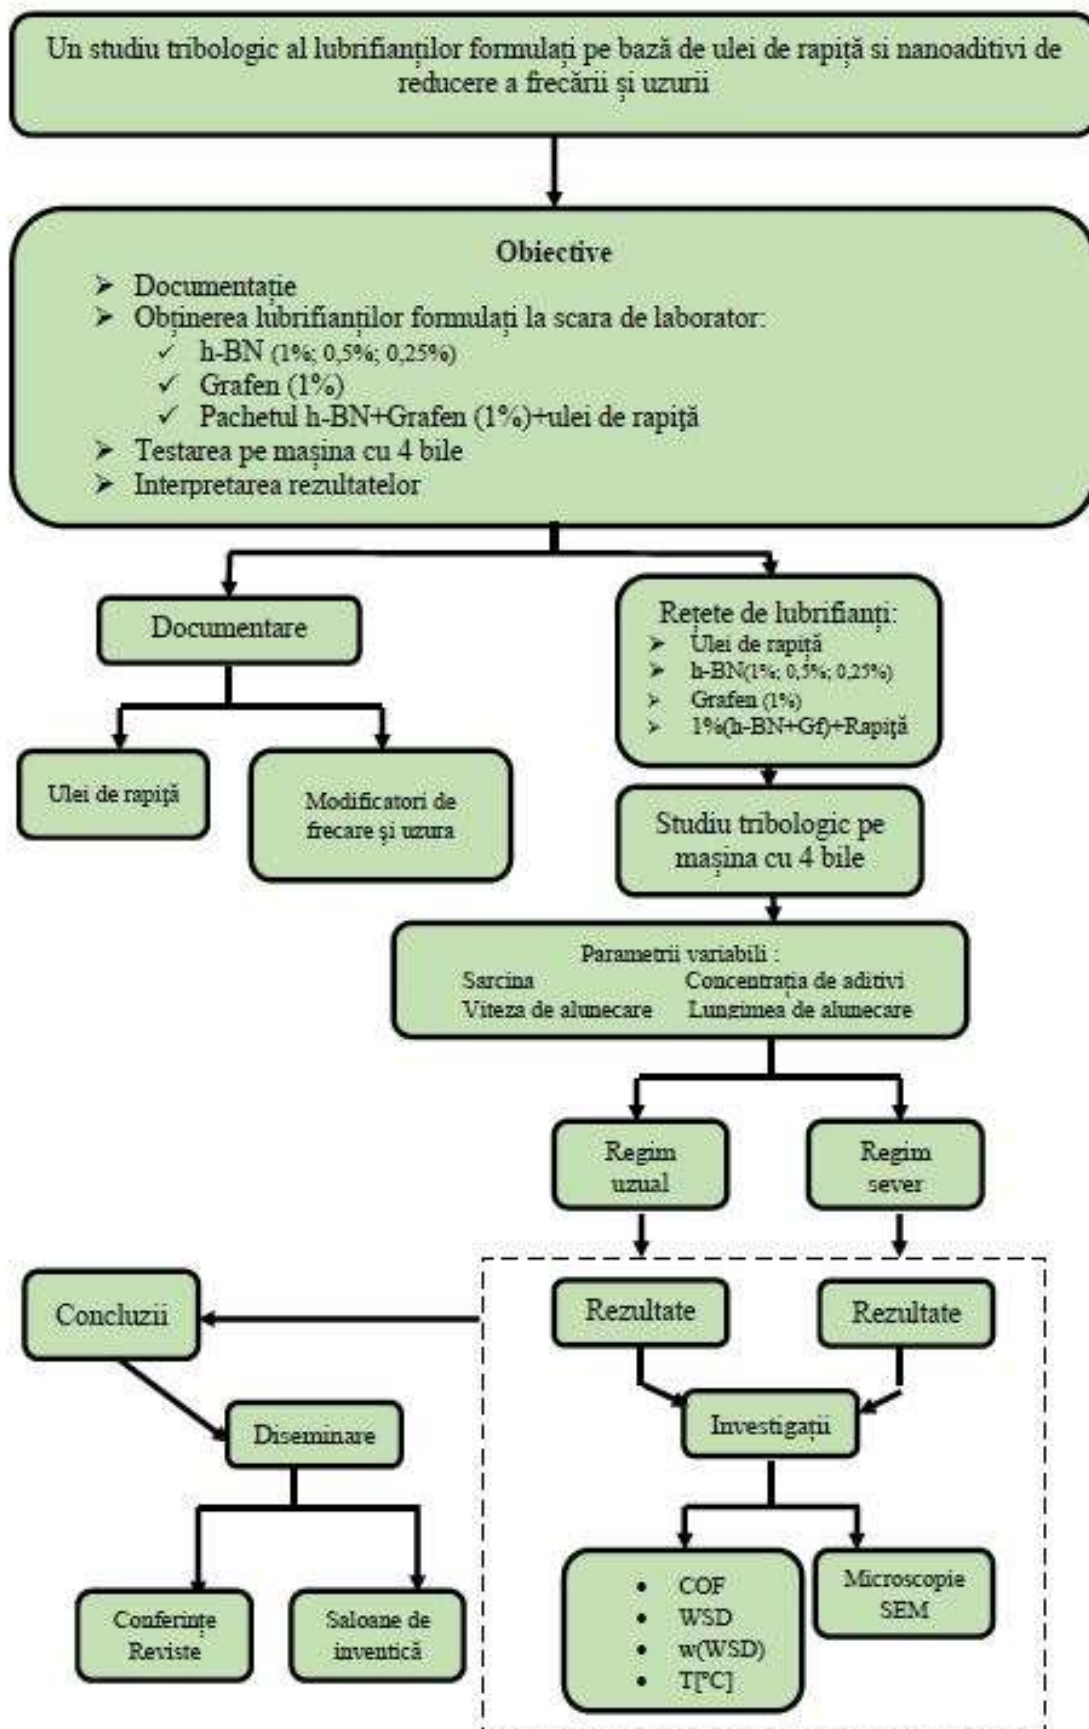 Un studiu tribologic al lubrifianților formulați pe bază de ulei de rapiță si nanoaditivi de
reducere a frecării și uzurii
Obiective
➤ Documentație
➤ Obținerea lubrifianților formulați la scara de laborator:
✓ h-BN (1%; 0,5%; 0,25%)
✓ Grafen (1%)
✓ Pachetul h-BN+Grafen (1%)+ulei de rapiță
➤ Testarea pe mașina cu 4 bile
➤ Interpretarea rezultatelor
Documentare
Ulei de rapiță
Modificatori de
frecare și uzura
Rețete de lubrifianți:
➤ Ulei de rapiță
➤ h-BN(1%; 0,5%; 0,25%)
➤ Grafen (1%)
➤ 1%(h-BN+Gf)+Rapiță
Studiu tribologic pe
mașina cu 4 bile
Parametrii variabili :
Sarcina Concentrația de aditivi
Viteza de alunecare Lungimea de alunecare
Regim
uzual
Regim
sever
Rezultate
Rezultate
Investigații
• COF
• WSD
• w(WSD)
• T[°C]
Microscopie
SEM
Concluzii
Diseminare
Conferințe
Reviste
Saloane de
inventică